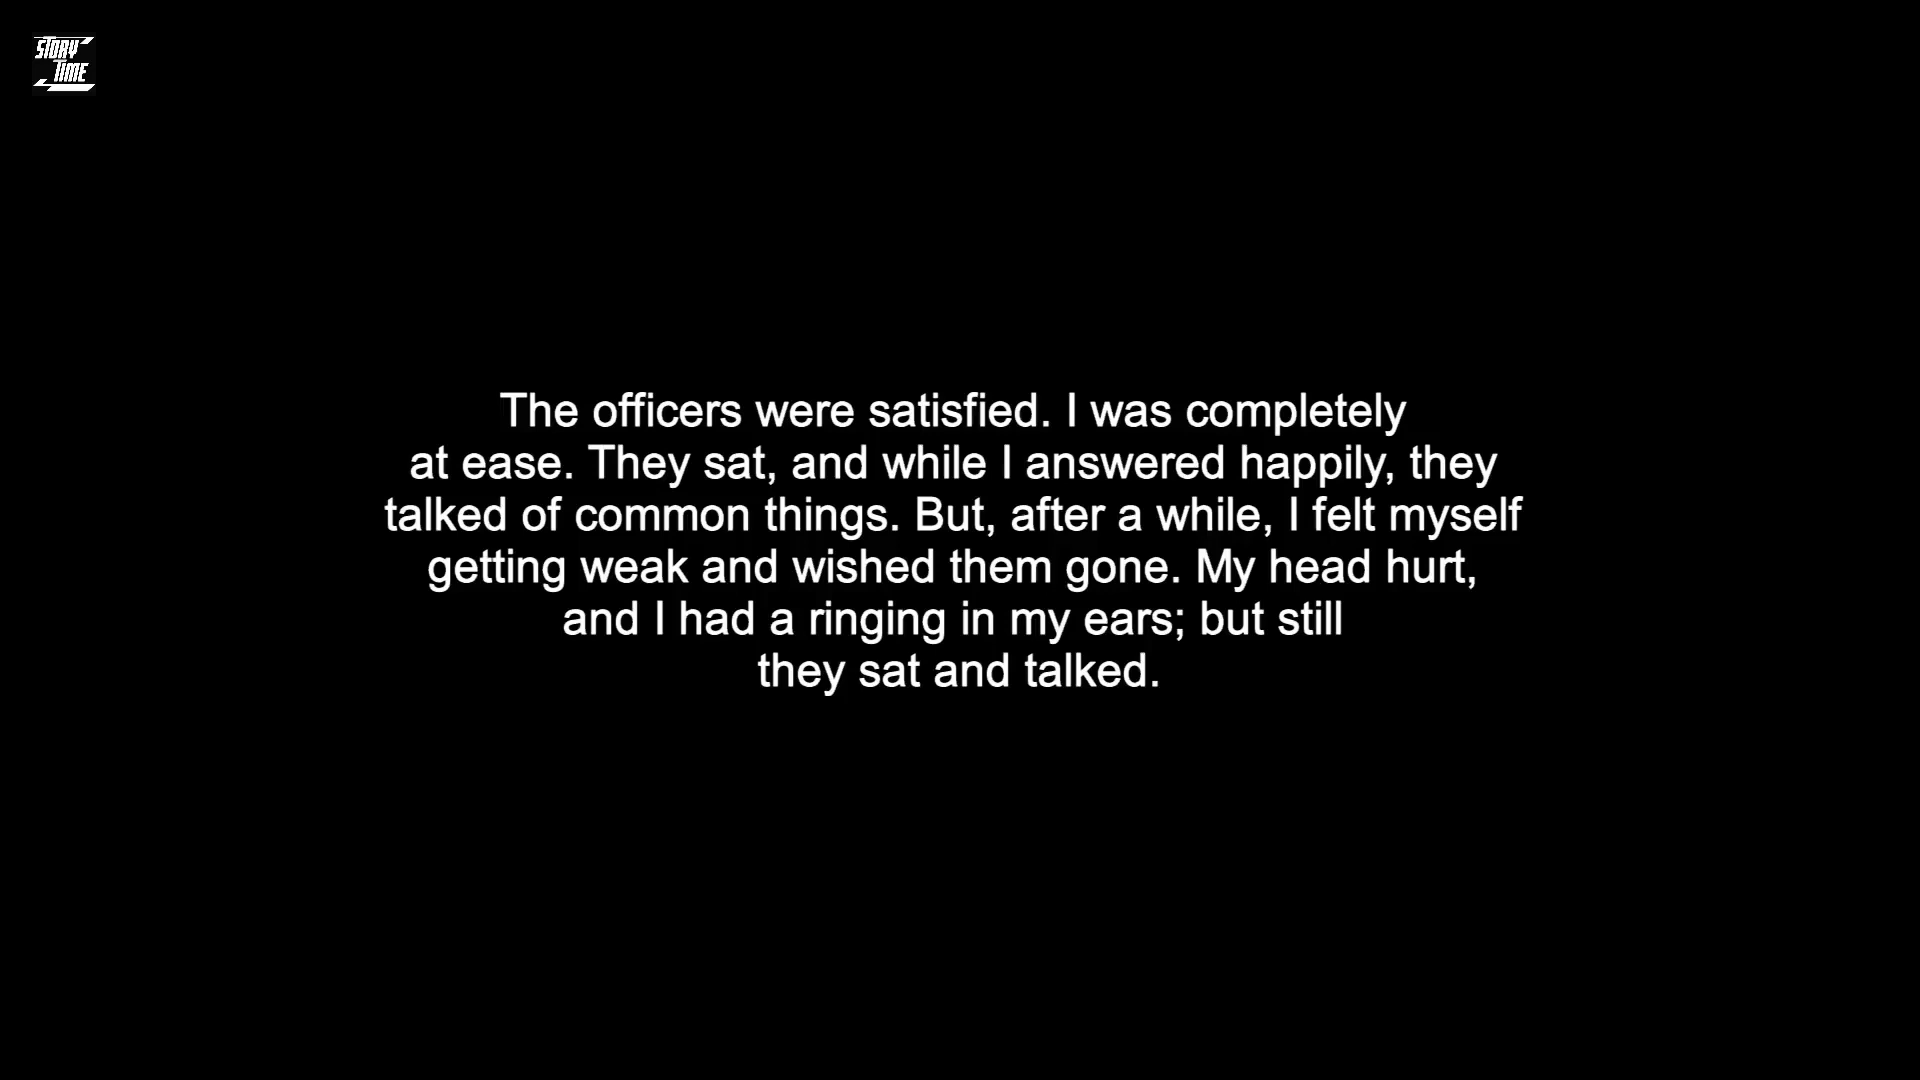 STORY
TIME
The officers were satisfied. I was completely
at ease. They sat, and while I answered happily, they
talked of common things. But, after a while, I felt myself
getting weak and wished them gone. My head hurt,
and I had a ringing in my ears; but still
they sat and talked.